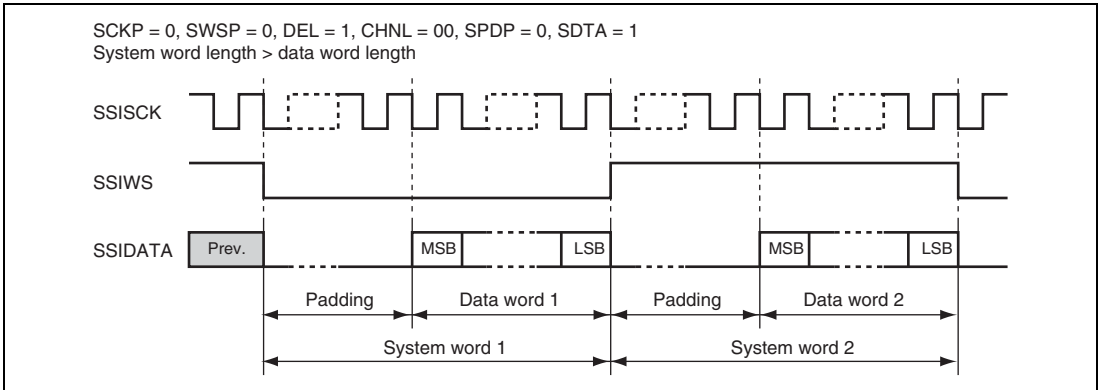 SCKP = 0, SWSP = 0, DEL = 1, CHNL = 00, SPDP = 0, SDTA = 1
System word length > data word length
SSISCK
SSIWS
SSIDATA
Prev.
MSB
LSB
MSB
LSB
Padding
Data word 1
Padding
Data word 2
System word 1
System word 2